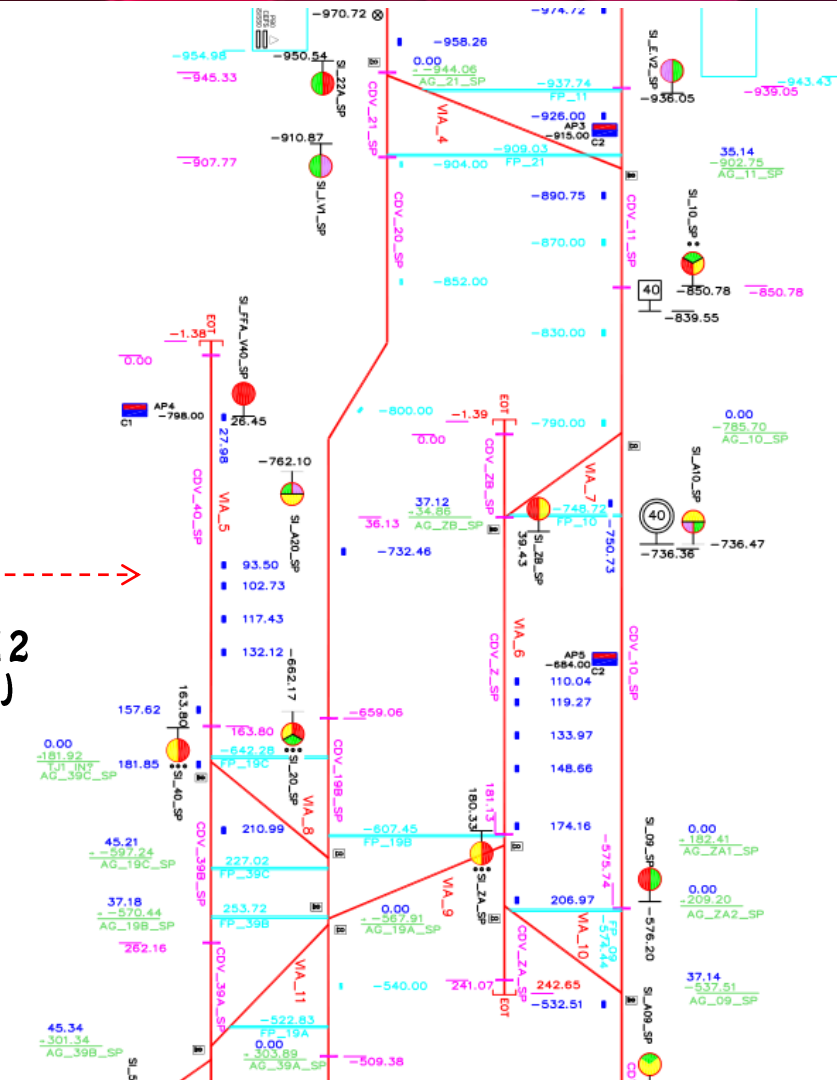 -970.72
-974.72
-958.26
-954.98
-950.54
-945.33
SI_22A_SP
0.00
-944.06
AG_21_SP
CDV_21_SP
VIA_4
-937.74
FP_11
SI_E.V2_SP
-936.05
-943.43
-939.05
-926.00
AP3
-915.00
C2
-910.87
-907.77
SI_I.V1_SP
-909.03
FP_21
-904.00
35.14
-902.75
AG_11_SP
-890.75
CDV_20_SP
CDV_11_SP
SI_10_SP
-870.00
-852.00
40
-850.78
-850.78
-839.55
-830.00
SI_FFA_V40_SP
EOT
-1.38
0.00
AP4
-798.00
C1
26.45
27.98
-800.00
EOT
-1.39
0.00
-790.00
0.00
-785.70
AG_10_SP
CDV_40_SP
VIA_5
-762.10
SI_A20_SP
CDV_ZB_SP
VIA_7
SI_A10_SP
37.12
-34.86
AG_ZB_SP
36.13
-748.72
FP_10
-750.73
SI_ZB_SP
39.43
40
-736.36
-736.47
-732.46
93.50
102.73
117.43
132.12
2
)
VIA_6
CDV_Z_SP
CDV_10_SP
AP5
-684.00
C2
110.04
119.27
133.97
148.66
174.16
-662.17
SI_20_SP
-659.06
157.62
163.80
163.80
SI_40_SP
0.00
-181.92
AG_39C_SP
181.85
-642.28
FP_19C
CDV_19B_SP
VIA_8
210.99
-607.45
FP_19B
181.13
180.33
SI_ZA_SP
-575.74
SI_09_SP
-576.20
0.00
-182.41
AG_ZA1_SP
0.00
-209.20
AG_ZA2_SP
45.21
-597.24
AG_19C_SP
CDV_39B_SP
227.02
FP_39C
37.18
-570.44
AG_19B_SP
253.72
FP_39B
0.00
-567.91
AG_19A_SP
VIA_9
206.97
VIA_10
FP_09
-574.44
262.16
CDV_39A_SP
VIA_11
-540.00
CDV_ZA_SP
241.07
242.65
EOT
-532.51
37.14
-537.51
AG_09_SP
SI_A09_SP
-522.83
FP_19A
45.34
-301.34
AG_39B_SP
0.00
-303.89
AG_39A_SP
-509.38